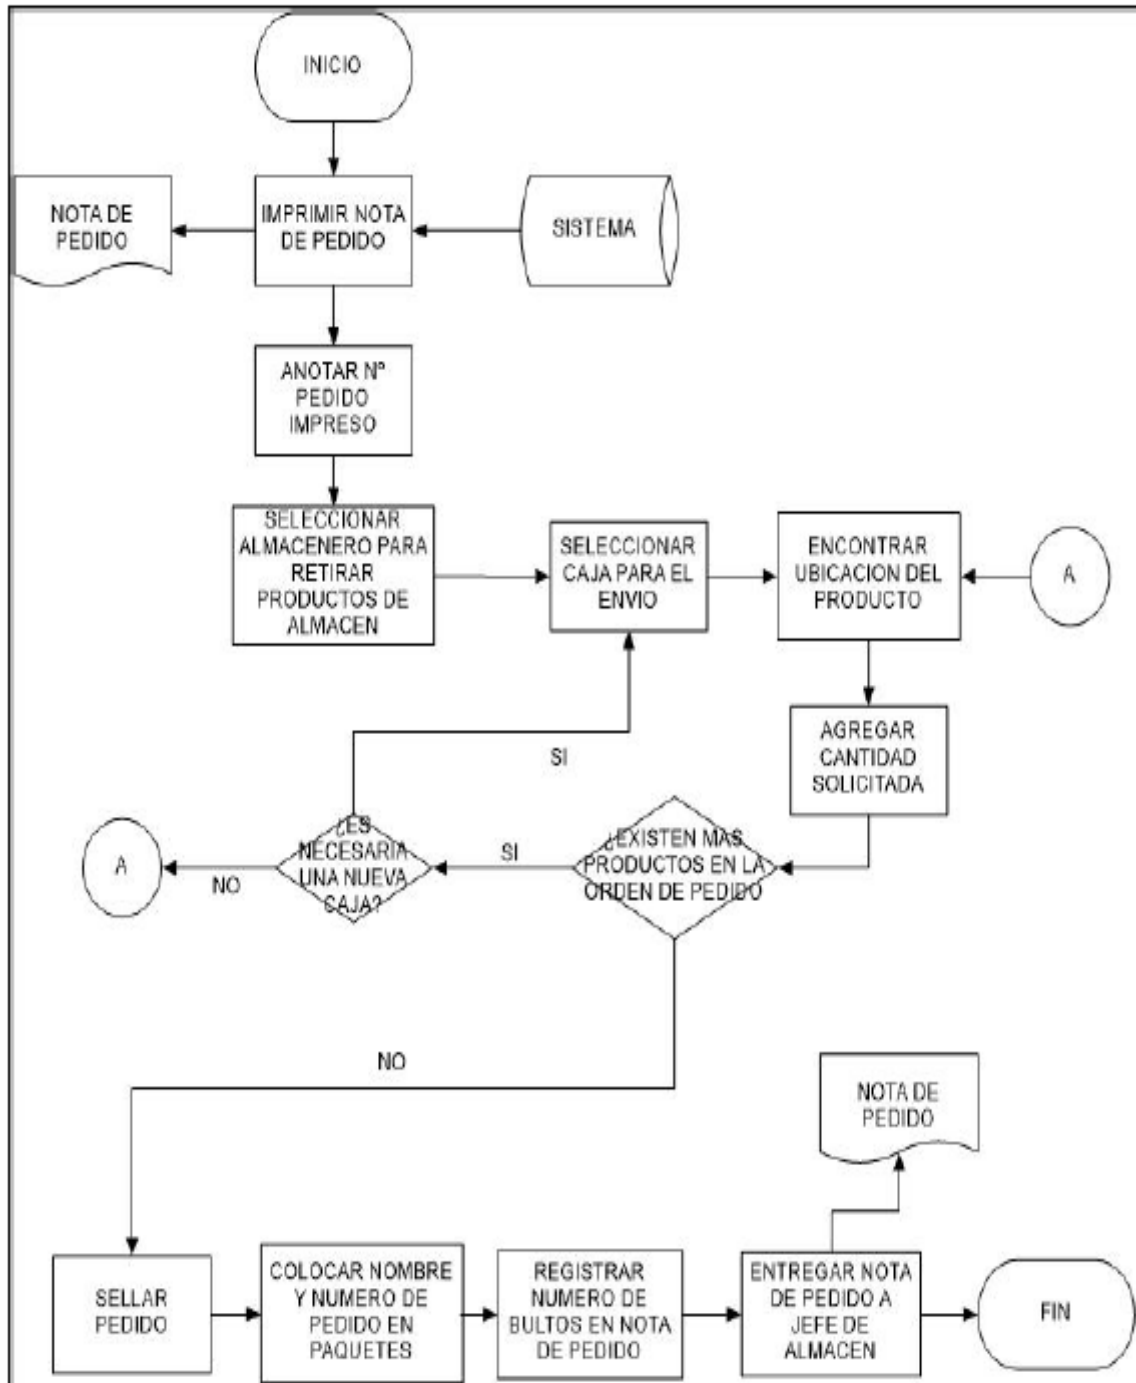 INICIO
NOTA DE
PEDIDO
IMPRIMIR NOTA
DE PEDIDO
SISTEMA
ANOTAR Nº
PEDIDO
IMPRESO
SELECCIONAR
ALMACENERO PARA
RETIRAR
PRODUCTOS DE
ALMACEN
SELECCIONAR
CAJA PARA EL
ENVIO
ENCONTRAR
UBICACION DEL
PRODUCTO
A
AGREGAR
CANTIDAD
SOLICITADA
SI
¿EXISTEN MAS
PRODUCTOS EN LA
ORDEN DE PEDIDO
SI
¿ES
NECESARIA
UNA NUEVA
CAJA?
NO
A
NO
NOTA DE
PEDIDO
SELLAR
PEDIDO
COLOCAR NOMBRE
Y NUMERO DE
PEDIDO EN
PAQUETES
REGISTRAR
NUMERO DE
BULTOS EN NOTA
DE PEDIDO
ENTREGAR NOTA
DE PEDIDO A
JEFE DE
ALMACEN
FIN